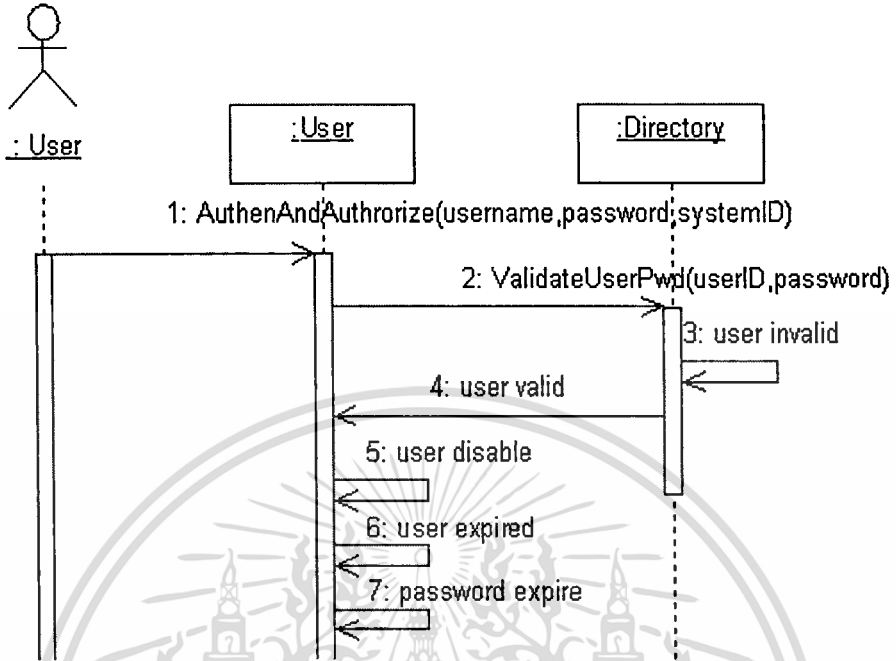 : User
:User
:Directory
1: AuthenAndAuthrorize(username,password,systemID)
2: ValidateUserPwd(userID,password)
3: user invalid
4: user valid
5: user disable
6: user expired
7: password expire